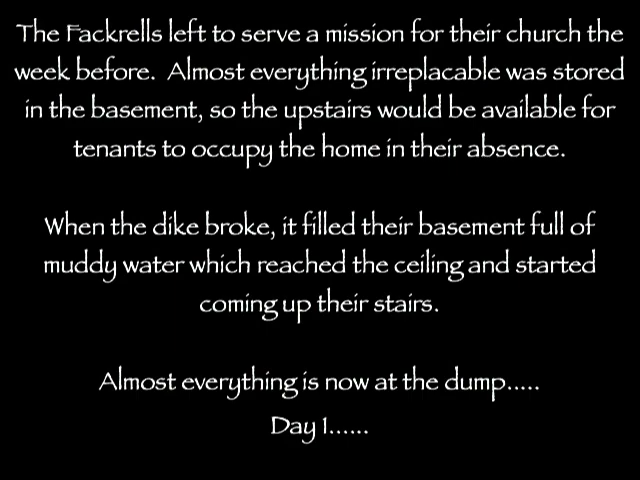 The Fackrells left to serve a mission for their church the
week before.  Almost everything irreplacable was stored
in the basement, so the upstairs would be available for
tenants to occupy the home in their absence.
When the dike broke, it filled their basement full of
muddy water which reached the ceiling and started
coming up their stairs.
Almost everything is now at the dump.....
Day 1......